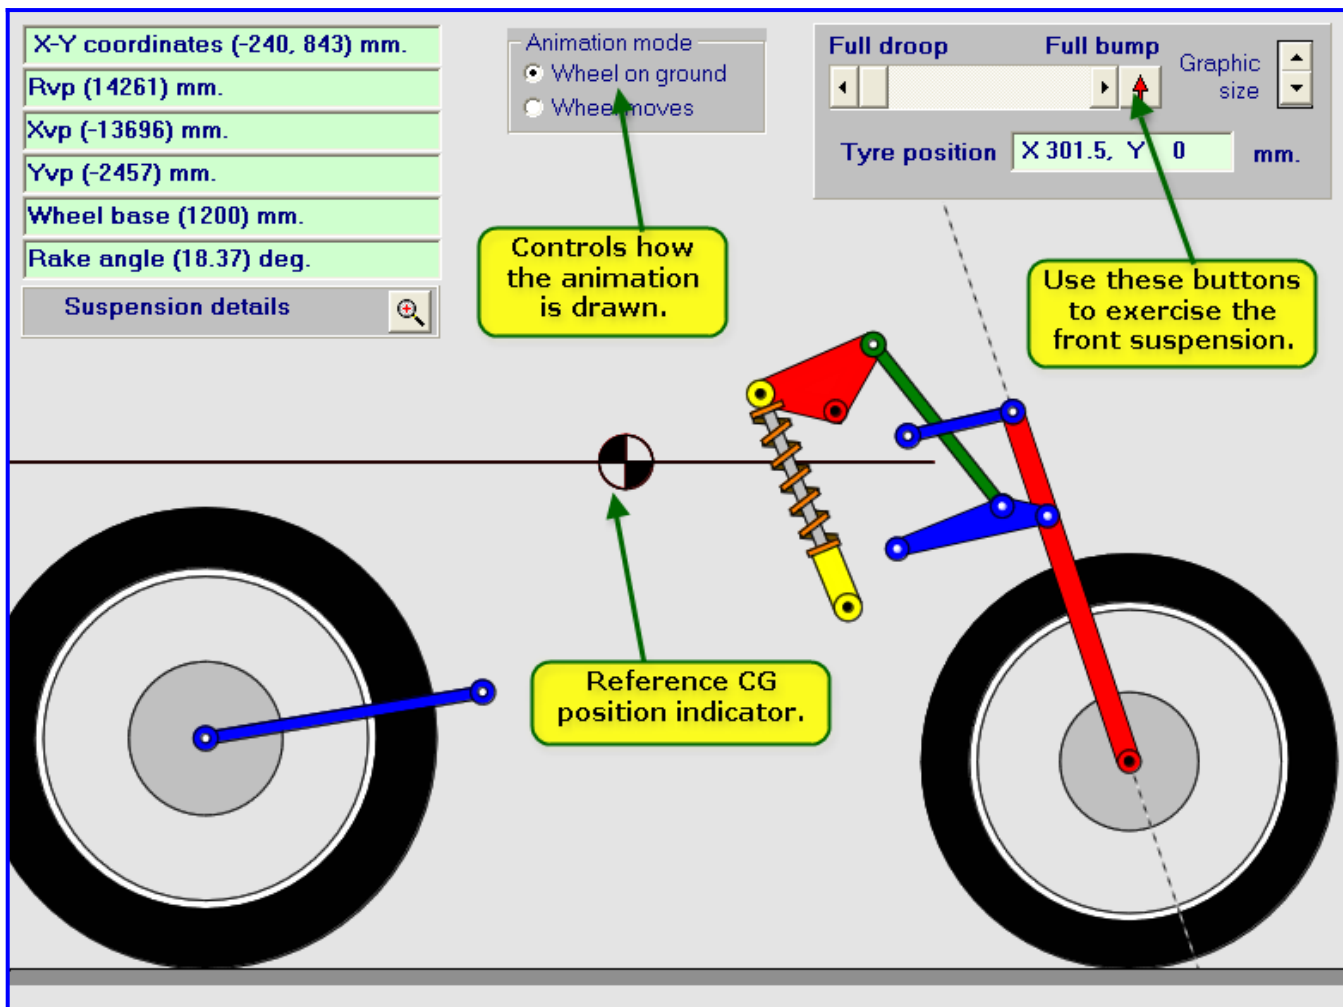 X-Y coordinates (-240, 843) mm.
Rvp (14261) mm.
Xvp (-13696) mm.
Yvp (-2457) mm.
Wheel base (1200) mm.
Rake angle (18.37) deg.
Suspension details
Animation mode
Wheel on ground
Wheel moves
Full droop
Full bump
Graphic
size
Tyre position
X 301.5, Y 0
mm.
Controls how
the animation
is drawn.
Use these buttons
to exercise the
front suspension.
Reference CG
position indicator.